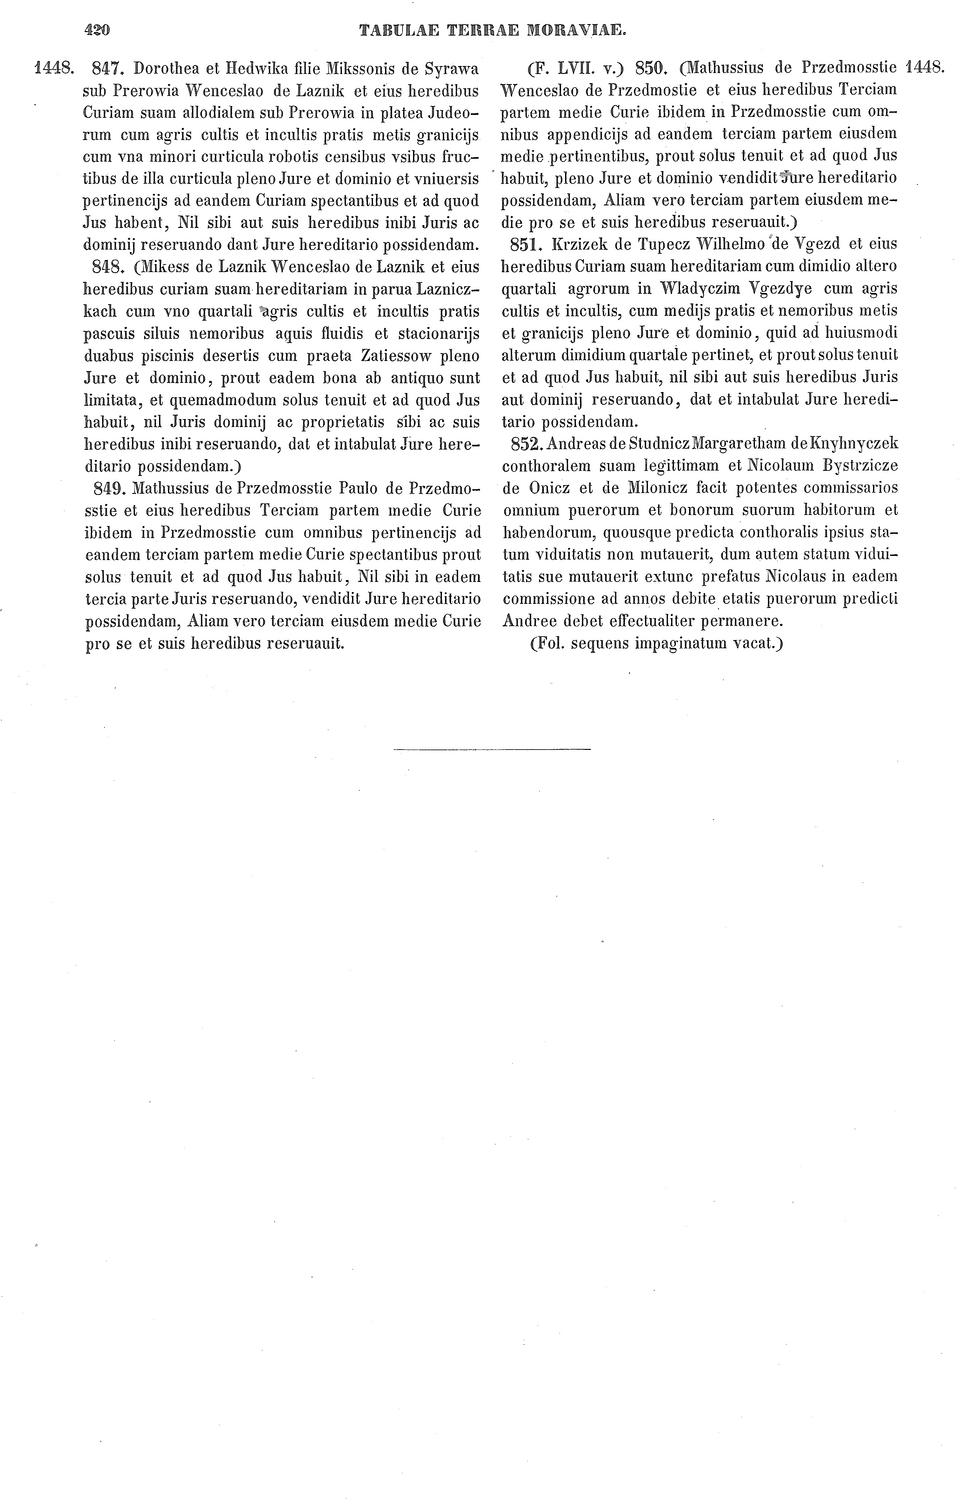 420 TABULAE TERRAE MORAVIAE.
1448. 847. Dorothea et Hedwika filie Mikssonis de Syrawa
sub Prerowia Wenceslao de Laznik et eius heredibus
Curiam suam allodialem sub Prerowia in platea Judeo-
rum cum agris cultis et incultis pratis metis granicijs
cum vna minori curticula robotis censibus vsibus fruc-
tibus de illa curticula pleno Jure et dominio et vniuersis
pertinencijs ad eandem Curiam spectantibus et ad quod
Jus habent, Nil sibi aut suis heredibus inibi Juris ac
dominij reseruando dant Jure hereditario possidendam.
848. (Mikess de Laznik Wenceslao de Laznik et eius
heredibus curiam suam hereditariam in parua Laznicz-
kach cum vno quartali agris cultis et incultis pratis
pascuis siluis nemoribus aquis fluidis et stacionarijs
duabus piscinis desertis cum praeta Zatiessow pleno
Jure et dominio, prout eadem bona ab antiquo sunt
limitata, et quemadmodum solus tenuit et ad quod Jus
habuit, nil Juris dominij ac proprietatis sibi ac suis
heredibus inibi reseruando, dat et intabulat Jure here-
ditario possidendam.)
849. Mathussius de Przedmosstie Paulo de Przedmo-
sstie et eius heredibus Terciam partem medie Curie
ibidem in Przedmosstie cum omnibus pertinencijs ad
eandem terciam partem medie Curie spectantibus prout
solus tenuit et ad quod Jus habuit, Nil sibi in eadem
tercia parte Juris reseruando, vendidit Jure hereditario
possidendam, Aliam vero terciam eiusdem medie Curie
pro se et suis heredibus reseruauit.
(F. LVII. v.) 850. (Mathussius de Przedmosstie 1448.
Wenceslao de Przedmostie et eius heredibus Terciam
partem medie Curie ibidem in Przedmosstie cum om-
nibus appendicijs ad eandem terciam partem eiusdem
medie pertinentibus, prout solus tenuit et ad quod Jus
habuit, pleno Jure et dominio vendidit Jure hereditario
possidendam, Aliam vero terciam partem eiusdem me-
die pro se et suis heredibus reseruauit.)
851. Krzizek de Tupecz Wilhelmo de Vgezd et eius
heredibus Curiam suam hereditariam cum dimidio altero
quartali agrorum in Wladyczim Vgezdye cum agris
cultis et incultis, cum medijs pratis et nemoribus metis
et granicijs pleno Jure et dominio, quid ad huiusmodi
alterum dimidium quartale pertinet, et prout solus tenuit
et ad quod Jus habuit, nil sibi aut suis heredibus Juris
aut dominij reseruando, dat et intabulat Jure heredi-
tario possidendam.
852. Andreas de Studnicz Margaretham de Knyhnyczek
conthoralem suam legittimam et Nicolaum Bystrzicze
de Onicz et de Milonicz facit potentes commissarios
omnium puerorum et bonorum suorum habitorum et
habendorum, quousque predicta conthoralis ipsius sta-
tum viduitatis non mutauerit, dum autem statum vidui-
tatis sue mutauerit extunc prefatus Nicolaus in eadem
commissione ad annos debite etatis puerorum predicti
Andree debet effectualiter permanere.
(Fol. sequens impaginatum vacat.)